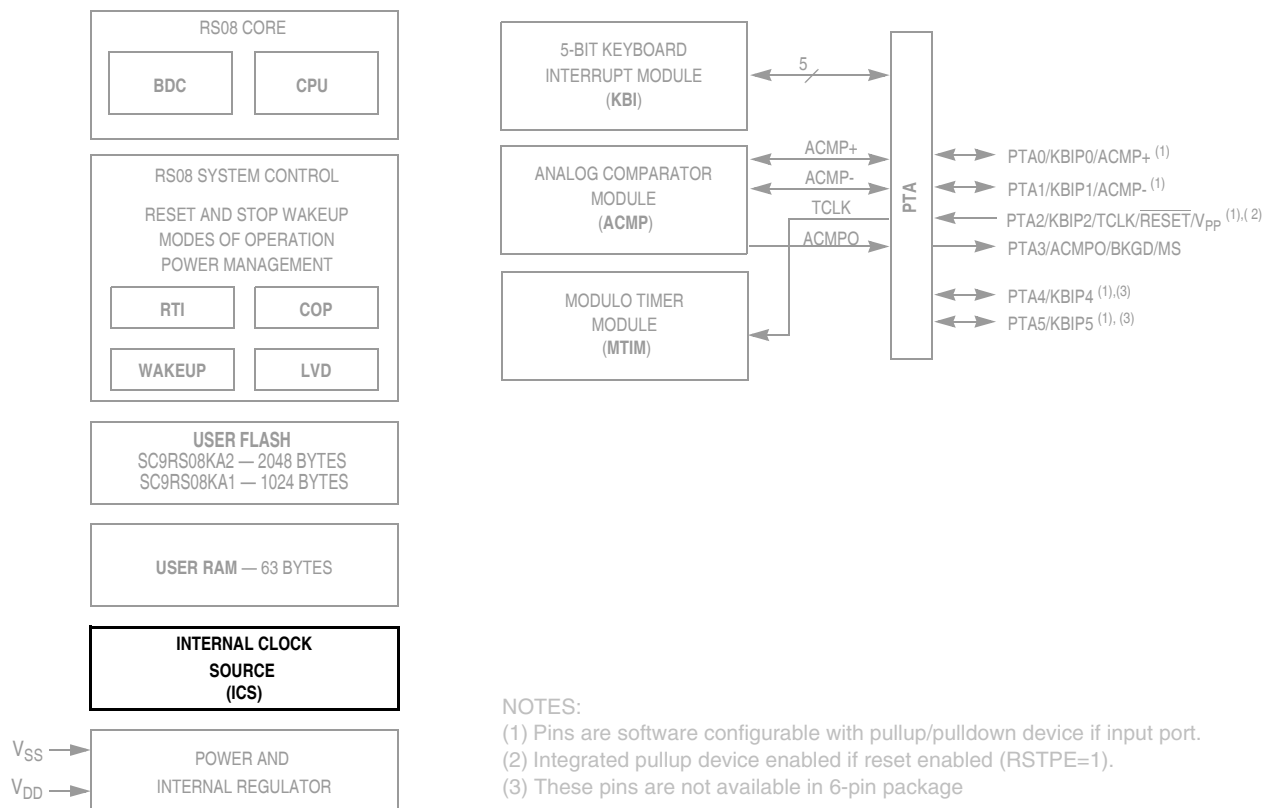 RS08 CORE
BDC
CPU
RS08 SYSTEM CONTROL
RESET AND STOP WAKEUP
MODES OF OPERATION
POWER MANAGEMENT
RTI
COP
WAKEUP
LVD
USER FLASH
SC9RS08KA2 — 2048 BYTES
SC9RS08KA1 — 1024 BYTES
USER RAM — 63 BYTES
INTERNAL CLOCK
SOURCE
(ICS)
VSS
VDD
POWER AND
INTERNAL REGULATOR
5-BIT KEYBOARD
INTERRUPT MODULE
(KBI)
5
ANALOG COMPARATOR
MODULE
(ACMP)
ACMP+
ACMP-
TCLK
ACMPO
MODULO TIMER
MODULE
(MTIM)
PTA
PTA0/KBIP0/ACMP+ (1)
PTA1/KBIP1/ACMP- (1)
PTA2/KBIP2/TCLK/RESET/VPP (1),( 2)
PTA3/ACMPO/BKGD/MS
PTA4/KBIP4 (1),(3)
PTA5/KBIP5 (1), (3)
NOTES:
(1) Pins are software configurable with pullup/pulldown device if input port.
(2) Integrated pullup device enabled if reset enabled (RSTPE=1).
(3) These pins are not available in 6-pin package